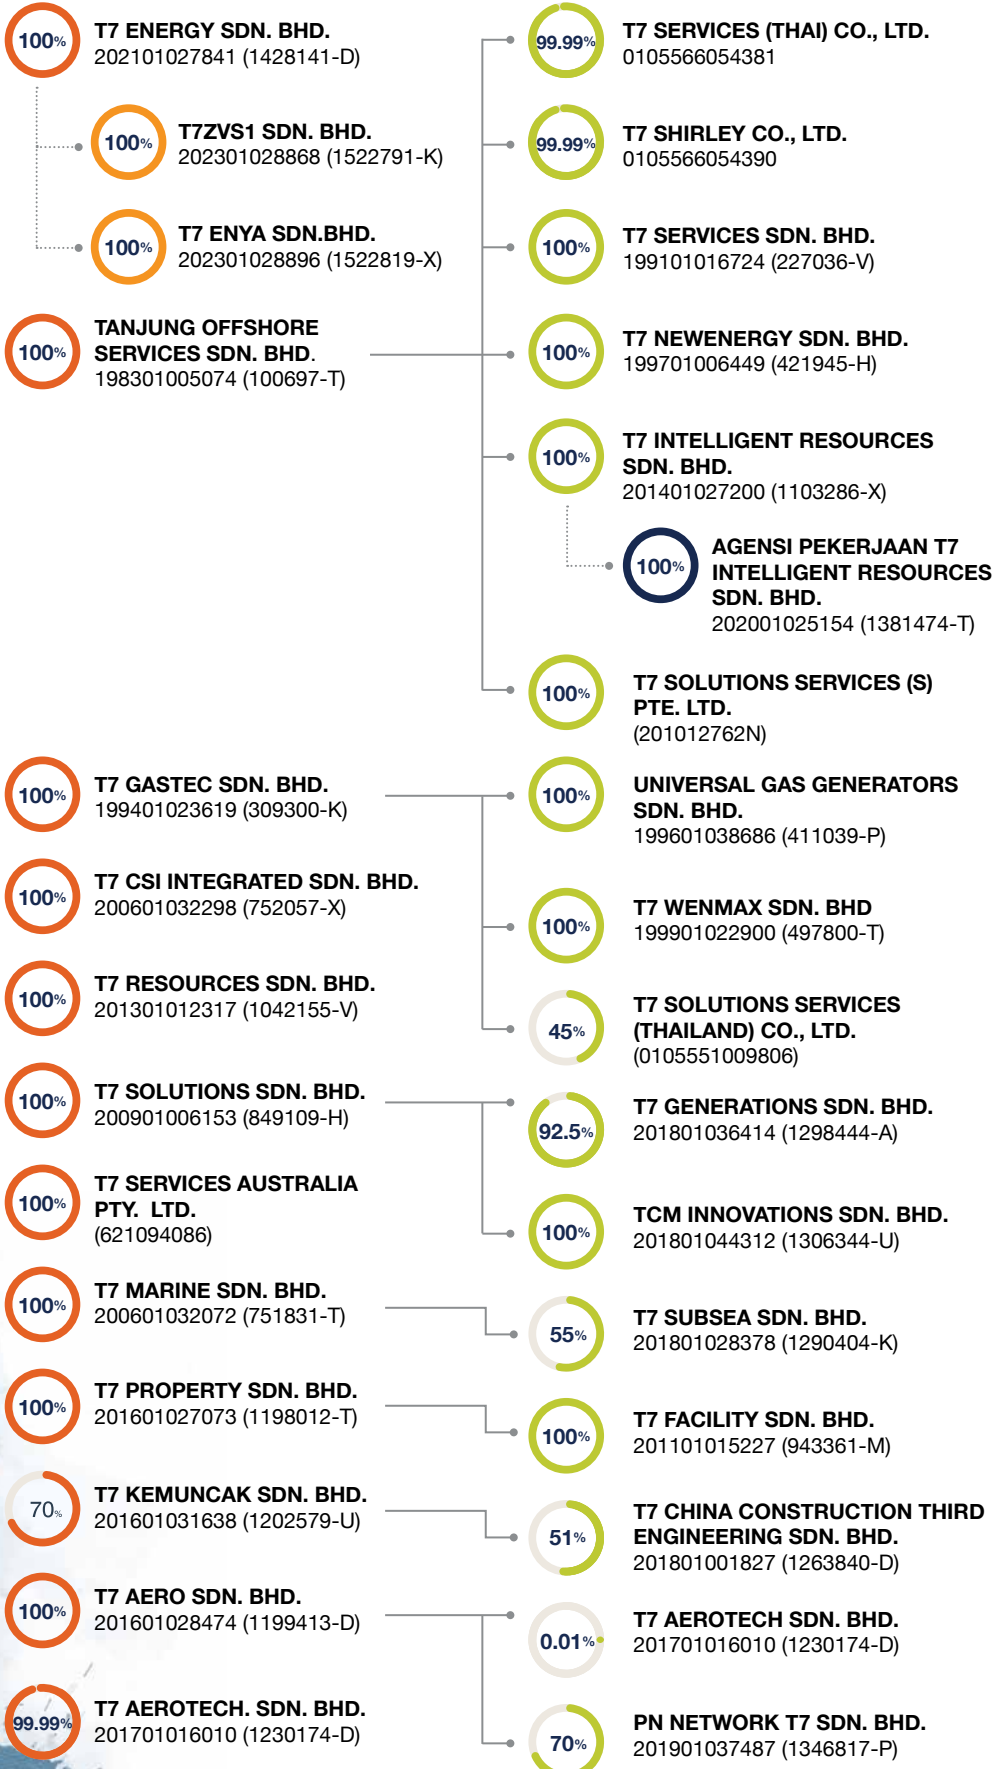 100%
T7 ENERGY SDN. BHD.
202101027841 (1428141-D)
100%
T7ZVS1 SDN. BHD.
202301028868 (1522791-K)
100%
T7 ENYA SDN.BHD.
202301028896 (1522819-X)
100%
TANJUNG OFFSHORE
SERVICES SDN. BHD.
198301005074 (100697-T)
99.99%
T7 SERVICES (THAI) CO., LTD.
0105566054381
99.99%
T7 SHIRLEY CO., LTD.
0105566054390
100%
T7 SERVICES SDN. BHD.
199101016724 (227036-V)
100%
T7 NEWENERGY SDN. BHD.
199701006449 (421945-H)
100%
T7 INTELLIGENT RESOURCES
SDN. BHD.
201401027200 (1103286-X)
100%
AGENSI PEKERJAAN T7
INTELLIGENT RESOURCES
SDN. BHD.
202001025154 (1381474-T)
100%
T7 SOLUTIONS SERVICES (S)
PTE. LTD.
(201012762N)
100%
T7 GASTEC SDN. BHD.
199401023619 (309300-K)
100%
UNIVERSAL GAS GENERATORS
SDN. BHD.
199601038686 (411039-P)
100%
T7 WENMAX SDN. BHD
199901022900 (497800-T)
45%
T7 SOLUTIONS SERVICES
(THAILAND) CO., LTD.
(0105551009806)
100%
T7 CSI INTEGRATED SDN. BHD.
200601032298 (752057-X)
100%
T7 RESOURCES SDN. BHD.
201301012317 (1042155-V)
100%
T7 SOLUTIONS SDN. BHD.
200901006153 (849109-H)
92.5%
T7 GENERATIONS SDN. BHD.
201801036414 (1298444-A)
100%
TCM INNOVATIONS SDN. BHD.
201801044312 (1306344-U)
100%
T7 SERVICES AUSTRALIA
PTY. LTD.
(621094086)
100%
T7 MARINE SDN. BHD.
200601032072 (751831-T)
55%
T7 SUBSEA SDN. BHD.
201801028378 (1290404-K)
100%
T7 PROPERTY SDN. BHD.
201601027073 (1198012-T)
100%
T7 FACILITY SDN. BHD.
201101015227 (943361-M)
70%
T7 KEMUNCAK SDN. BHD.
201601031638 (1202579-U)
51%
T7 CHINA CONSTRUCTION THIRD
ENGINEERING SDN. BHD.
201801001827 (1263840-D)
100%
T7 AERO SDN. BHD.
201601028474 (1199413-D)
0.01%
T7 AEROTECH SDN. BHD.
201701016010 (1230174-D)
70%
PN NETWORK T7 SDN. BHD.
201901037487 (1346817-P)
99.99%
T7 AEROTECH. SDN. BHD.
201701016010 (1230174-D)